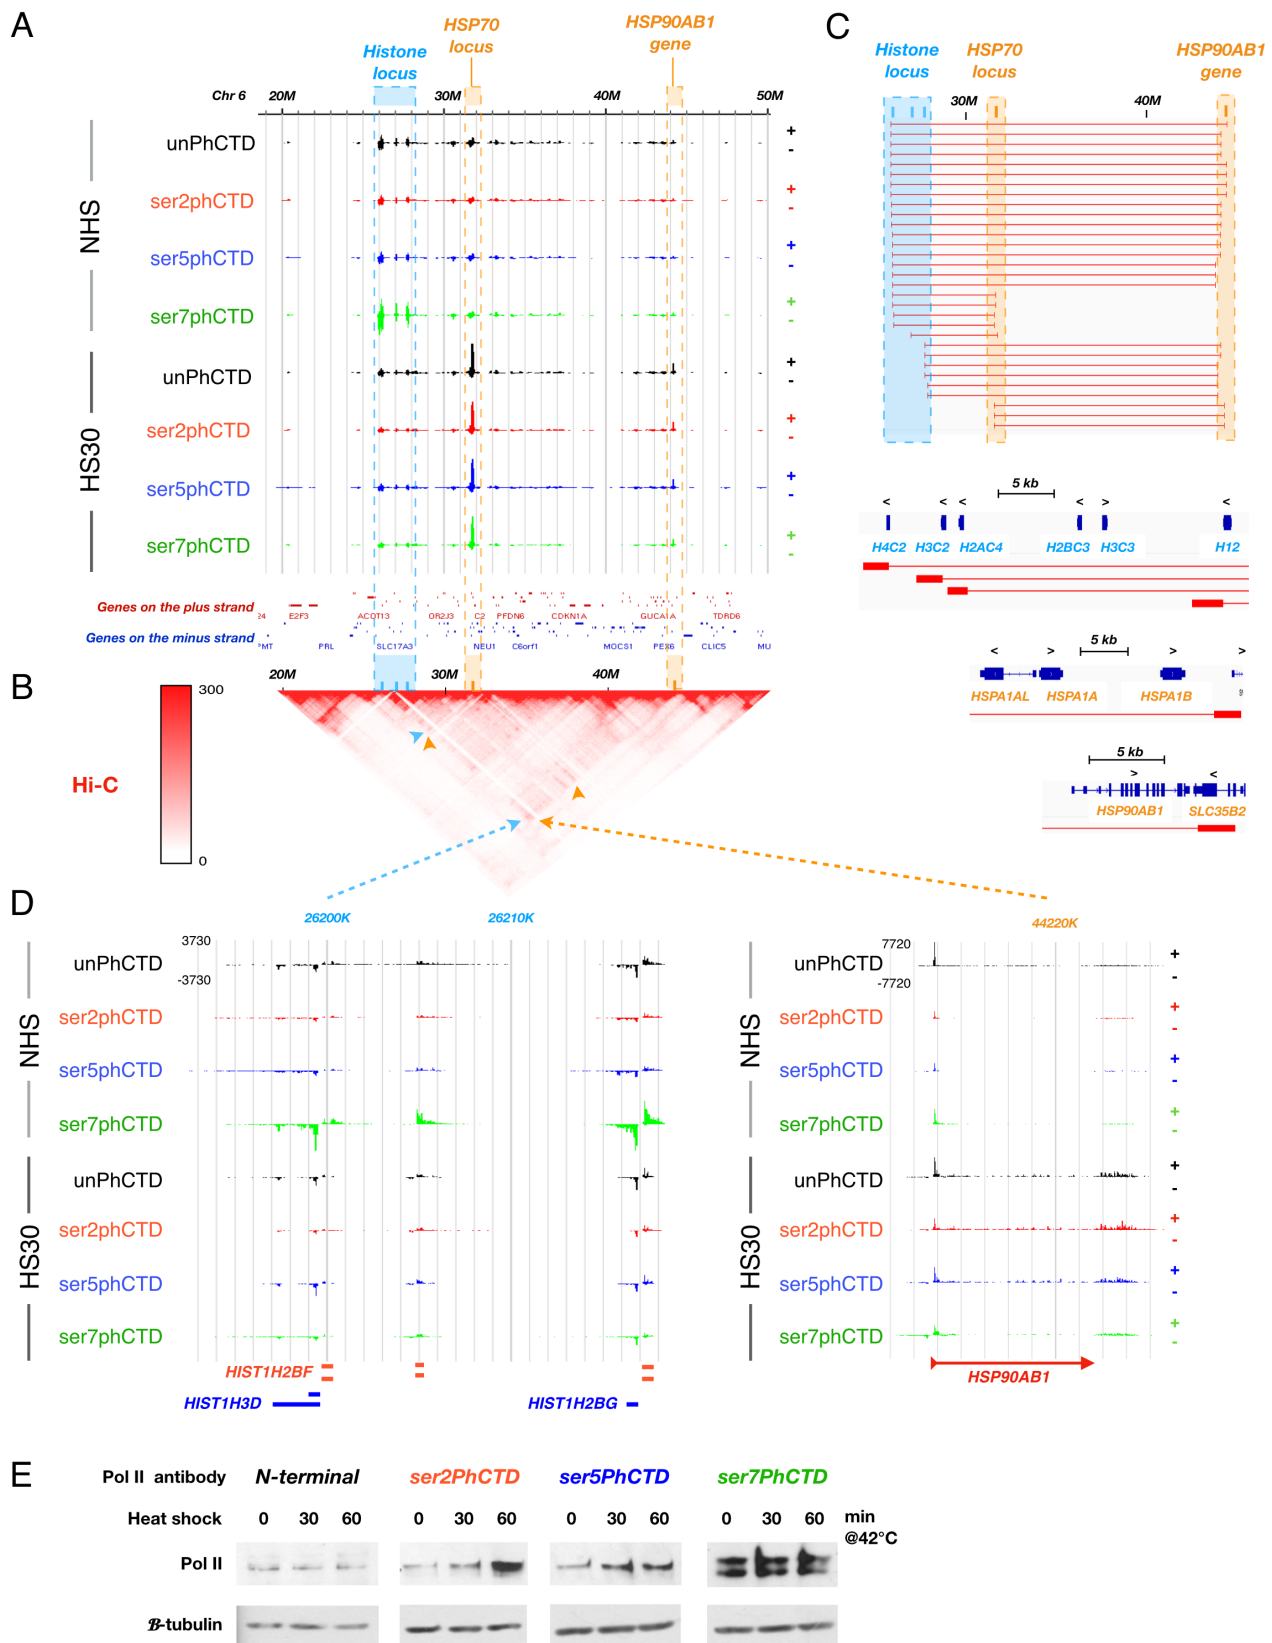 A
HSP70
locus
HSP90AB1
gene
Histone
locus
Chr 6
20M
30M
40M
50M
NHS
unPhCTD
+
-
ser2phCTD
+
-
ser5phCTD
+
-
ser7phCTD
+
-
HS30
unPhCTD
+
-
ser2phCTD
+
-
ser5phCTD
+
-
ser7phCTD
+
-
Genes on the plus strand
24 E2F3 ACOT13 OR2J3 C2 PFDN6 CDKN1A GUCA1A TDRD6
Genes on the minus strand
PMT PRL SLC17A3 NEU1 C6orf1 MOCS1 PEX6 CLIC5 MU
B
20M
30M
40M
300
0
Hi-C
C
Histone
locus
HSP70
locus
HSP90AB1
gene
30M
40M
5 kb
< < < < > <
H4C2 H3C2 H2AC4 H2BC3 H3C3 H12
5 kb
< > > >
HSPA1AL HSPA1A HSPA1B
5 kb
> <
HSP90AB1 SLC35B2
D
26200K
26210K
44220K
3730
-3730
NHS
unPhCTD
ser2phCTD
ser5phCTD
ser7phCTD
HS30
unPhCTD
ser2phCTD
ser5phCTD
ser7phCTD
HIST1H2BF
HIST1H3D
HIST1H2BG
7720
-7720
NHS
unPhCTD
+
-
ser2phCTD
+
-
ser5phCTD
+
-
ser7phCTD
+
-
HS30
unPhCTD
+
-
ser2phCTD
+
-
ser5phCTD
+
-
ser7phCTD
+
-
HSP90AB1
E
Pol II antibody N-terminal ser2PhCTD ser5PhCTD ser7PhCTD
Heat shock 0 30 60 0 30 60 0 30 60 0 30 60 min
@42°C
Pol II
ℬ-tubulin